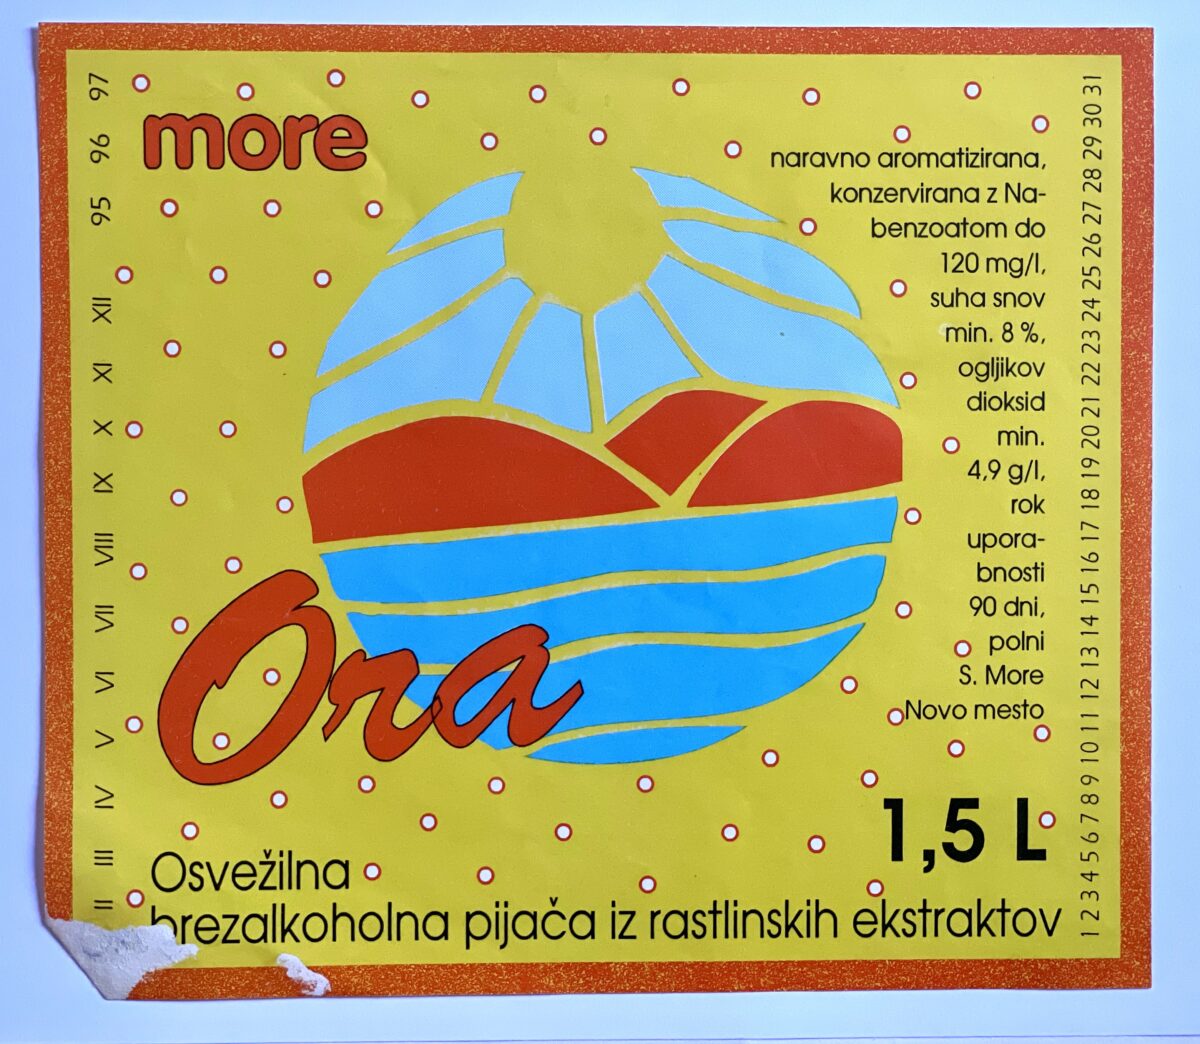 more
naravno aromatizirana,
konzervirana z Na-
benzoatom do
120 mg/l,
suha snov
min. 8 %,
ogljikov
dioksid
min.
4,9 g/l,
rok
upora-
bnosti
90 dni,
polni
S. More
Novo mesto
Ora
1,5 L
Osvežilna
brezalkoholna pijača iz rastlinskih ekstraktov
II III IV V VI VII VIII IX X XI XII 95 96 97
1 2 3 4 5 6 7 8 9 10 11 12 13 14 15 16 17 18 19 20 21 22 23 24 25 26 27 28 29 30 31